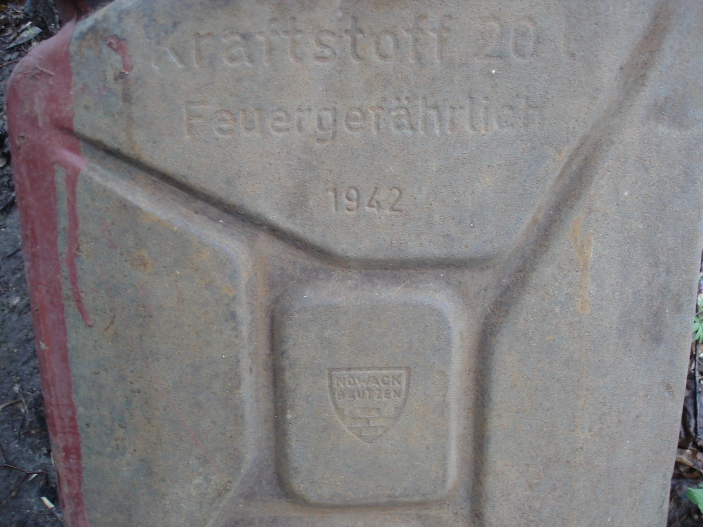 Kraftstoff 20 l
Feuergefährlich
1942
NOWACK
BAUTZEN